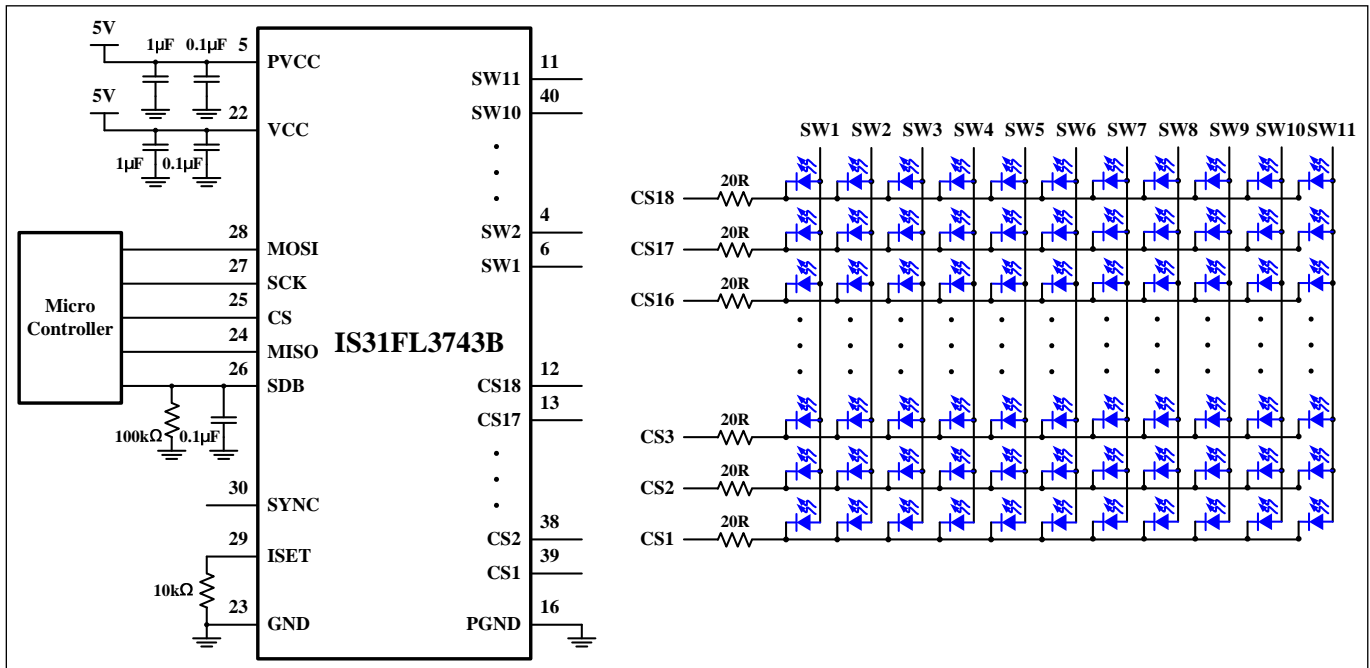 5V
1µF 0.1µF
5
PVCC
5V
22
VCC
1µF 0.1µF
Micro
Controller
28
MOSI
27
SCK
25
CS
24
MISO
26
SDB
100kΩ
0.1µF
30
SYNC
29
ISET
10kΩ
23
GND
IS31FL3743B
11
SW11
40
SW10
4
SW2
6
SW1
12
CS18
13
CS17
38
CS2
39
CS1
16
PGND
SW1 SW2 SW3 SW4 SW5 SW6 SW7 SW8 SW9 SW10 SW11
20R
CS18
20R
CS17
20R
CS16
20R
CS3
20R
CS2
20R
CS1